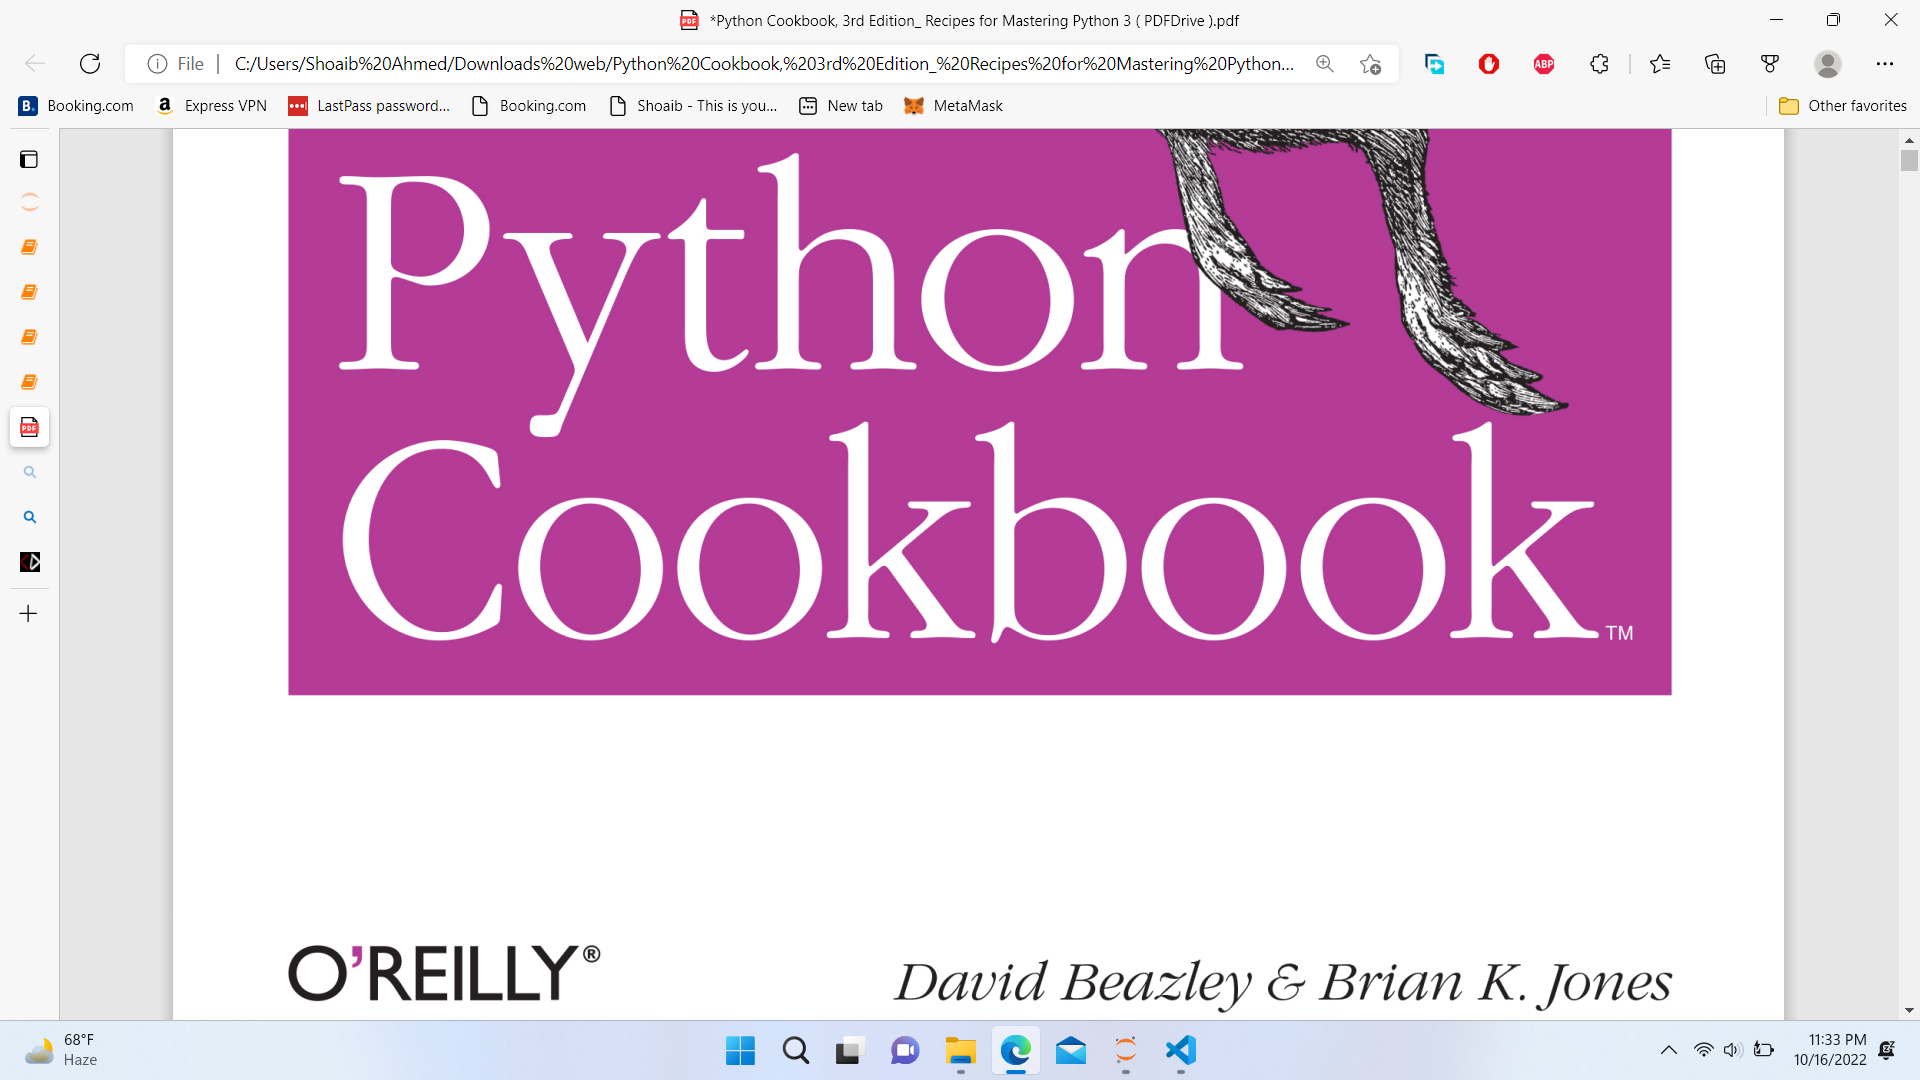 *Python Cookbook, 3rd Edition_ Recipes for Mastering Python 3 ( PDFDrive ).pdf
File
C:/Users/Shoaib%20Ahmed/Downloads%20web/Python%20Cookbook,%203rd%20Edition_%20Recipes%20for%20Mastering%20Python...
ABP
Booking.com
Express VPN
LastPass password...
Booking.com
Shoaib - This is you...
New tab
MetaMask
Other favorites
PDF
Python
Cookbook™
O'REILLY®
David Beazley & Brian K. Jones
68°F
Haze
11:33 PM
10/16/2022